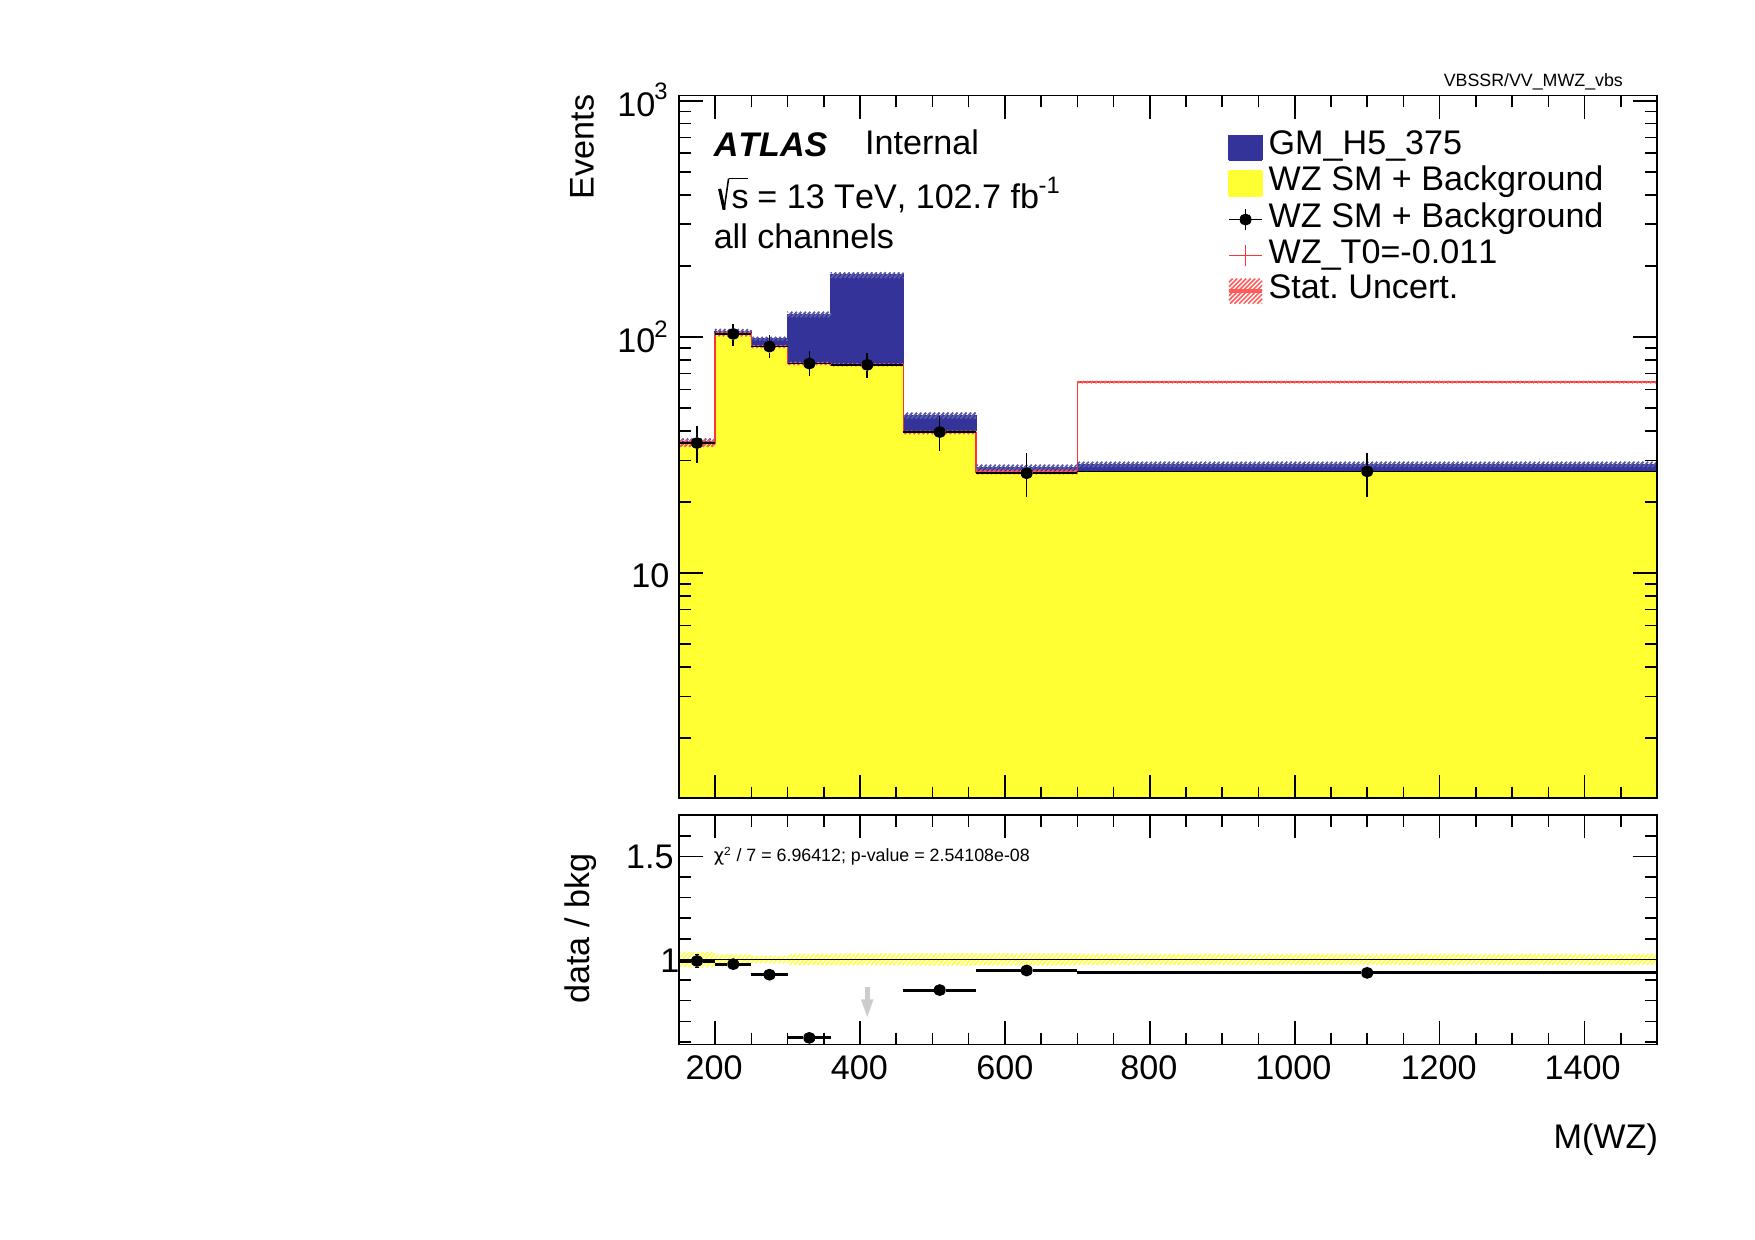 VBSSR/VV_MWZ_vbs
Events
10³
10²
10
ATLAS Internal
√s = 13 TeV, 102.7 fb⁻¹
all channels
GM_H5_375
WZ SM + Background
WZ SM + Background
WZ_T0=-0.011
Stat. Uncert.
data / bkg
1.5
1
χ² / 7 = 6.96412; p-value = 2.54108e-08
200 400 600 800 1000 1200 1400
M(WZ)